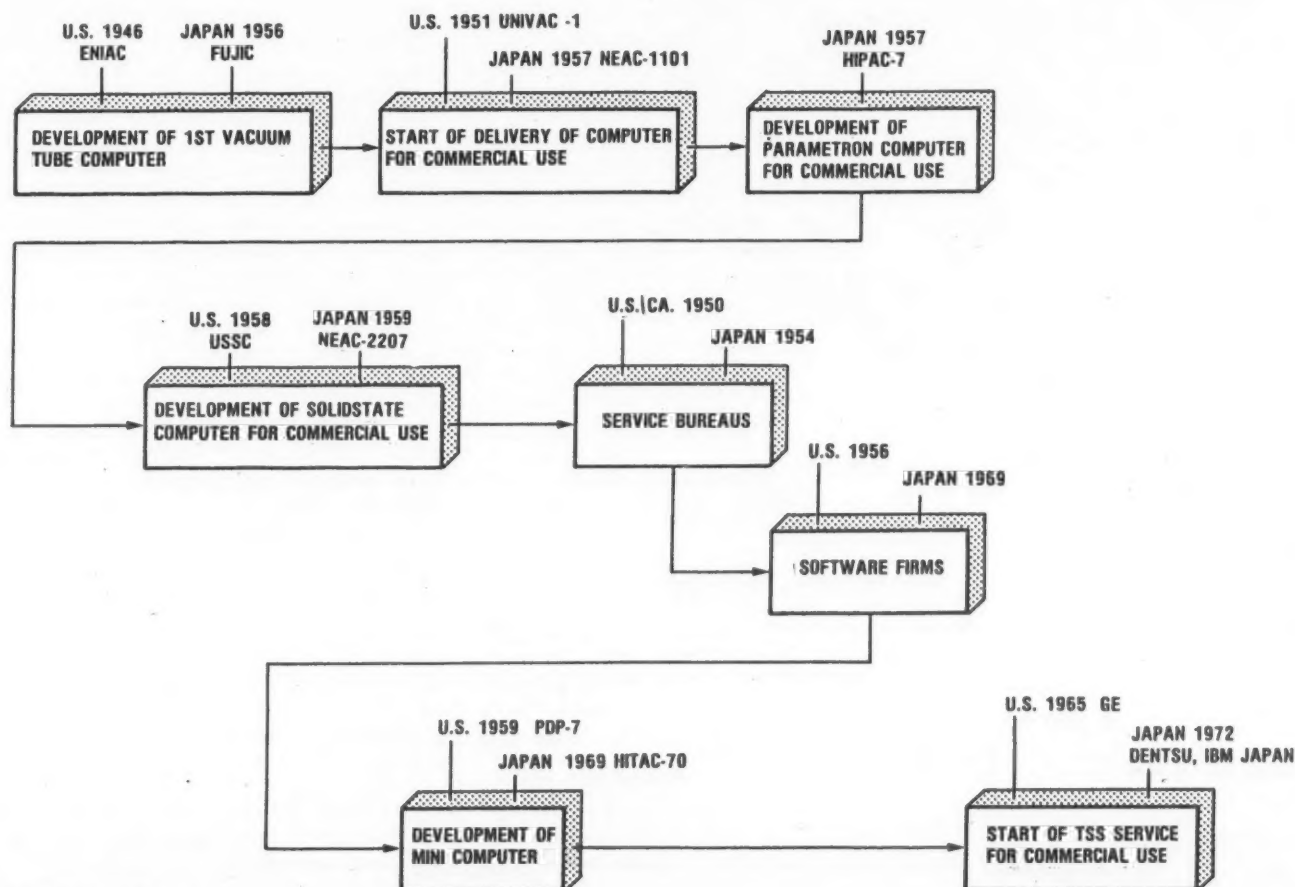 U.S. 1946
ENIAC
JAPAN 1956
FUJIC
DEVELOPMENT OF 1ST VACUUM
TUBE COMPUTER
U.S. 1951 UNIVAC -1
JAPAN 1957 NEAC-1101
START OF DELIVERY OF COMPUTER
FOR COMMERCIAL USE
JAPAN 1957
HIPAC-7
DEVELOPMENT OF
PARAMETRON COMPUTER
FOR COMMERCIAL USE
U.S. 1958
USSC
JAPAN 1959
NEAC-2207
DEVELOPMENT OF SOLIDSTATE
COMPUTER FOR COMMERCIAL USE
U.S.\CA. 1950
JAPAN 1954
SERVICE BUREAUS
U.S. 1956
JAPAN 1969
SOFTWARE FIRMS
U.S. 1959 PDP-7
JAPAN 1969 HITAC-70
DEVELOPMENT OF
MINI COMPUTER
U.S. 1965 GE
JAPAN 1972
DENTSU, IBM JAPAN
START OF TSS SERVICE
FOR COMMERCIAL USE